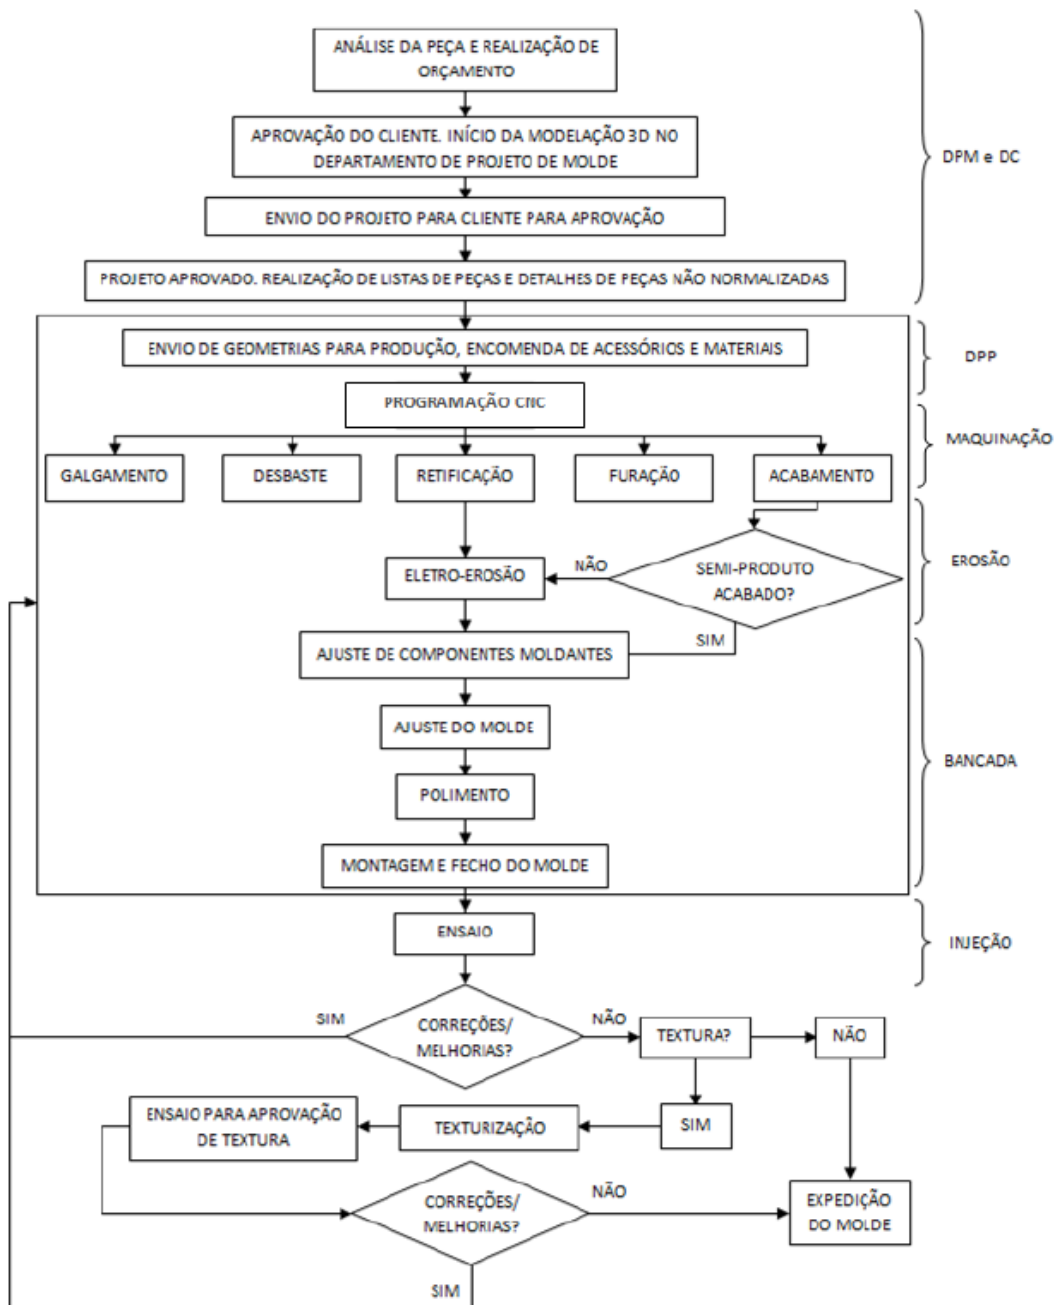 ANÁLISE DA PEÇA E REALIZAÇÃO DE
ORÇAMENTO
APROVAÇÃO DO CLIENTE. INÍCIO DA MODELAÇÃO 3D NO
DEPARTAMENTO DE PROJETO DE MOLDE
DPM e DC
ENVIO DO PROJETO PARA CLIENTE PARA APROVAÇÃO
PROJETO APROVADO. REALIZAÇÃO DE LISTAS DE PEÇAS E DETALHES DE PEÇAS NÃO NORMALIZADAS
ENVIO DE GEOMETRIAS PARA PRODUÇÃO, ENCOMENDA DE ACESSÓRIOS E MATERIAIS
DPP
PROGRAMAÇÃO CNC
MAQUINAÇÃO
GALGAMENTO
DESBASTE
RETIFICAÇÃO
FURAÇÃO
ACABAMENTO
SEMI-PRODUTO
ACABADO?
NÃO
ELETRO-EROSÃO
EROSÃO
SIM
AJUSTE DE COMPONENTES MOLDANTES
AJUSTE DO MOLDE
BANCADA
POLIMENTO
MONTAGEM E FECHO DO MOLDE
ENSAIO
INJEÇÃO
SIM
CORREÇÕES/
MELHORIAS?
NÃO
TEXTURA?
NÃO
SIM
TEXTURIZAÇÃO
ENSAIO PARA APROVAÇÃO
DE TEXTURA
CORREÇÕES/
MELHORIAS?
NÃO
EXPEDIÇÃO
DO MOLDE
SIM